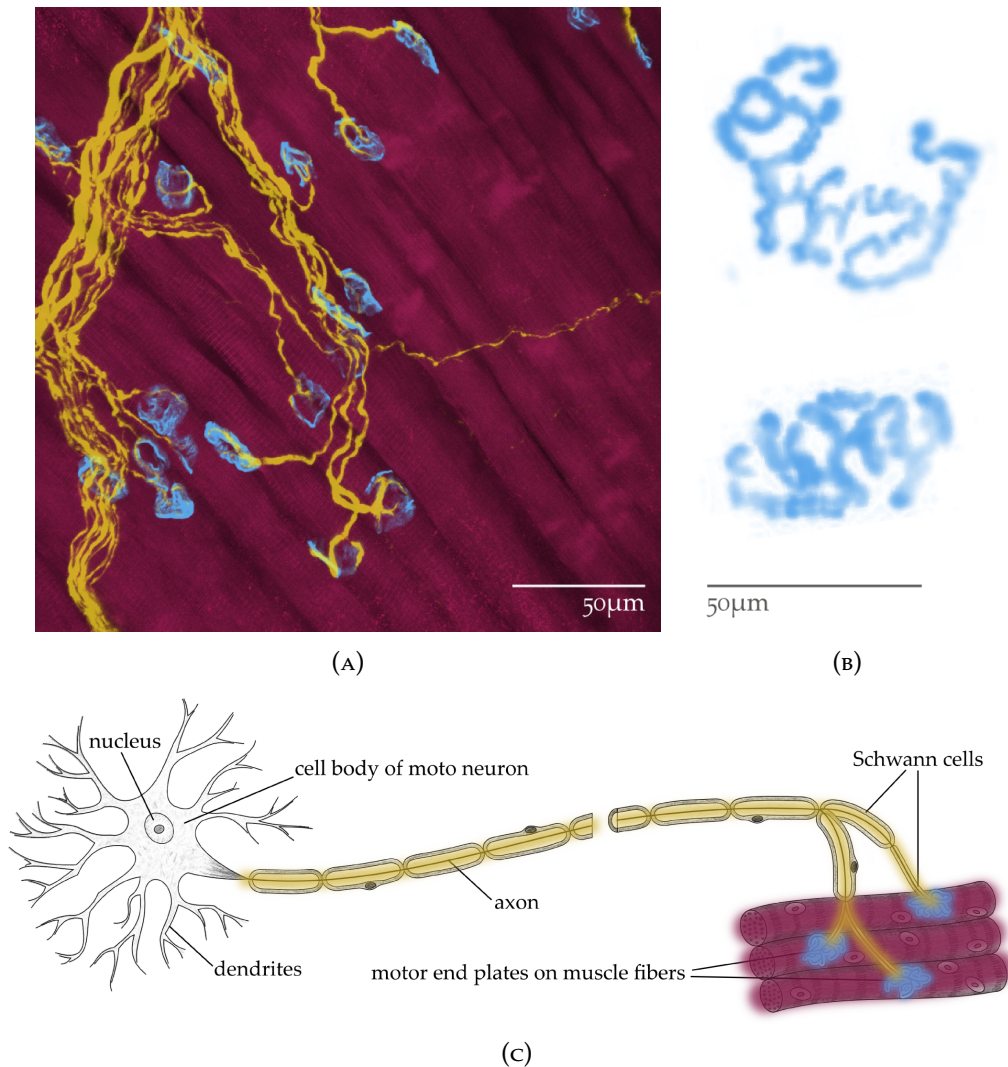 50µm
50µm
(A)
(B)
nucleus
cell body of moto neuron
Schwann cells
axon
dendrites
motor end plates on muscle fibers
(C)